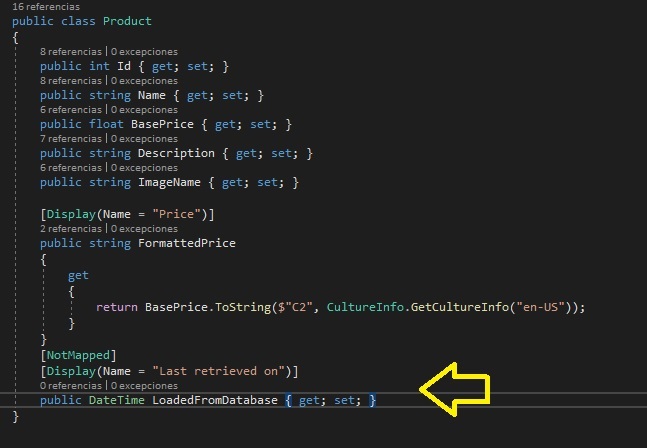 16 referencias
public class Product
{
8 referencias | 0 excepciones
public int Id { get; set; }
8 referencias | 0 excepciones
public string Name { get; set; }
6 referencias | 0 excepciones
public float BasePrice { get; set; }
7 referencias | 0 excepciones
public string Description { get; set; }
6 referencias | 0 excepciones
public string ImageName { get; set; }
[Display(Name = "Price")]
2 referencias | 0 excepciones
public string FormattedPrice
{
get
{
return BasePrice.ToString($"C2", CultureInfo.GetCultureInfo("en-US"));
}
}
[NotMapped]
[Display(Name = "Last retrieved on")]
0 referencias | 0 excepciones
public DateTime LoadedFromDatabase { get; set; }
}